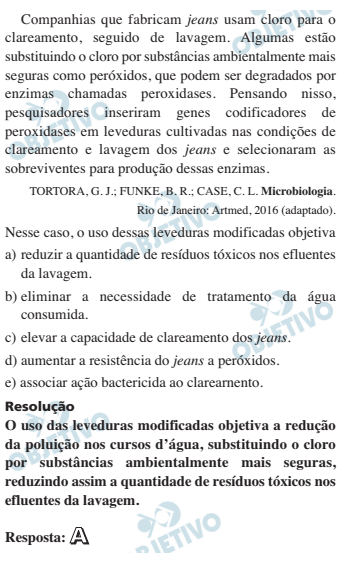 Companhias que fabricam jeans usam cloro para o
clareamento, seguido de lavagem. Algumas estão
substituindo o cloro por substâncias ambientalmente mais
seguras como peróxidos, que podem ser degradados por
enzimas chamadas peroxidases. Pensando nisso,
pesquisadores inseriram genes codificadores de
peroxidases em leveduras cultivadas nas condições de
clareamento e lavagem dos jeans e selecionaram as
sobreviventes para produção dessas enzimas.
TORTORA, G. J.; FUNKE, B. R.; CASE, C. L. Microbiologia.
Rio de Janeiro: Artmed, 2016 (adaptado).
Nesse caso, o uso dessas leveduras modificadas objetiva
a) reduzir a quantidade de resíduos tóxicos nos efluentes
da lavagem.
b) eliminar a necessidade de tratamento da água
consumida.
c) elevar a capacidade de clareamento dos jeans.
d) aumentar a resistência do jeans a peróxidos.
e) associar ação bactericida ao clarearnento.
Resolução
O uso das leveduras modificadas objetiva a redução
da poluição nos cursos d'água, substituindo o cloro
por substâncias ambientalmente mais seguras,
reduzindo assim a quantidade de resíduos tóxicos nos
efluentes da lavagem.
Resposta: A
OBJETIVO
OBJETIVO
OBJETIVO
OBJETIVO
OBJETIVO
OBJETIVO